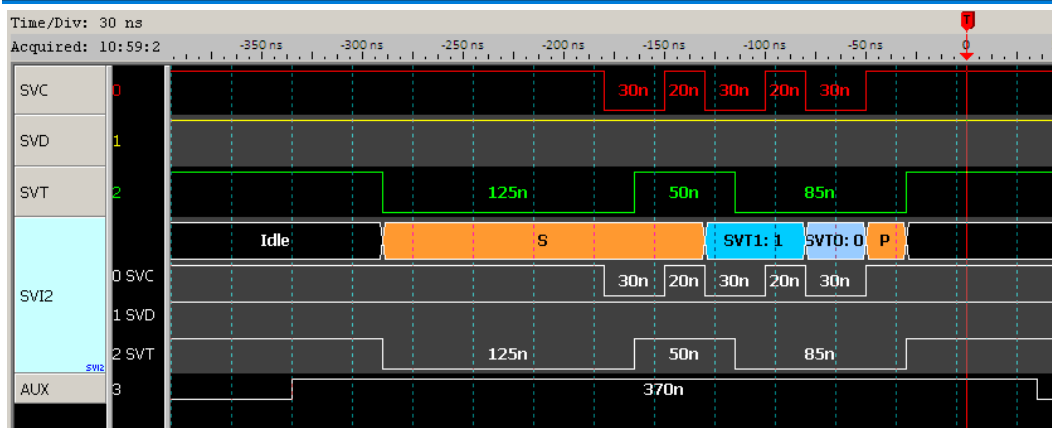 Time/Div: 30 ns
Acquired: 10:59:2
-350 ns -300 ns -250 ns -200 ns -150 ns -100 ns -50 ns 0
T
SVC 0 30n 20n 30n 20n 30n
SVD 1
SVT 2 125n 50n 85n
Idle S SVT1: 1 SVT0: 0 P
SVI2
0 SVC 30n 20n 30n 20n 30n
1 SVD
2 SVT 125n 50n 85n
SVI2
AUX 3 370n